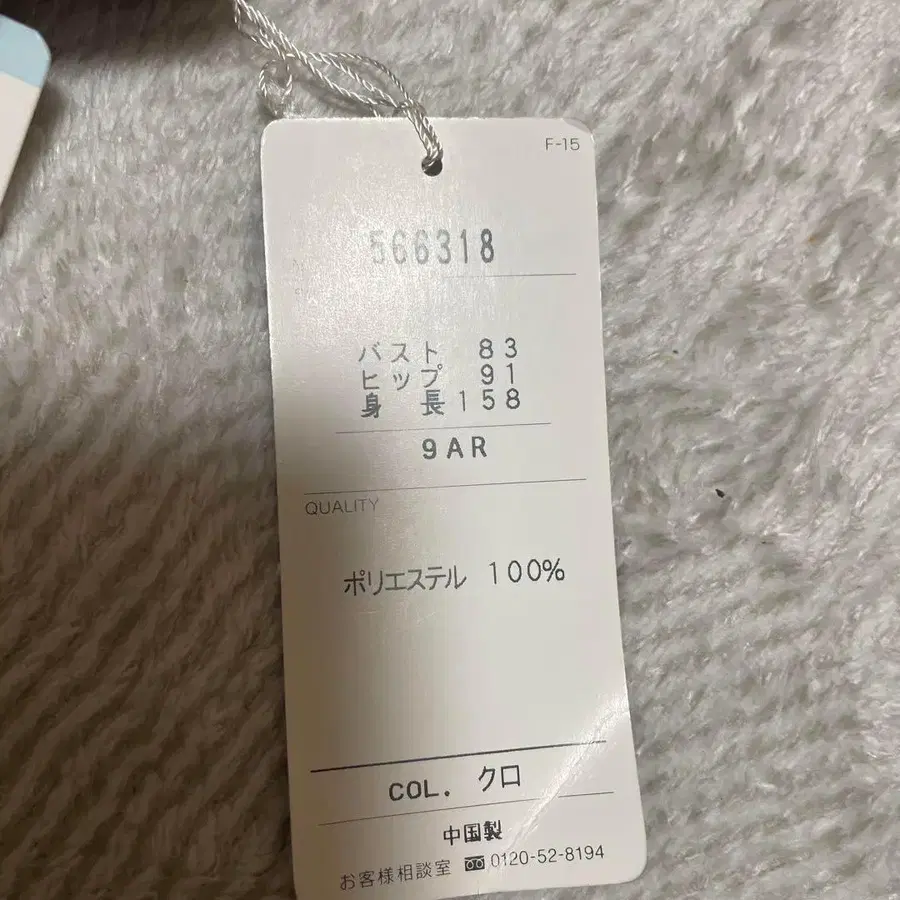 F-15
566318
バスト 83
ヒップ 91
身 長158
9AR
QUALITY
ポリエステル 100%
COL. クロ
中国製
お客様相談室 0120-52-8194